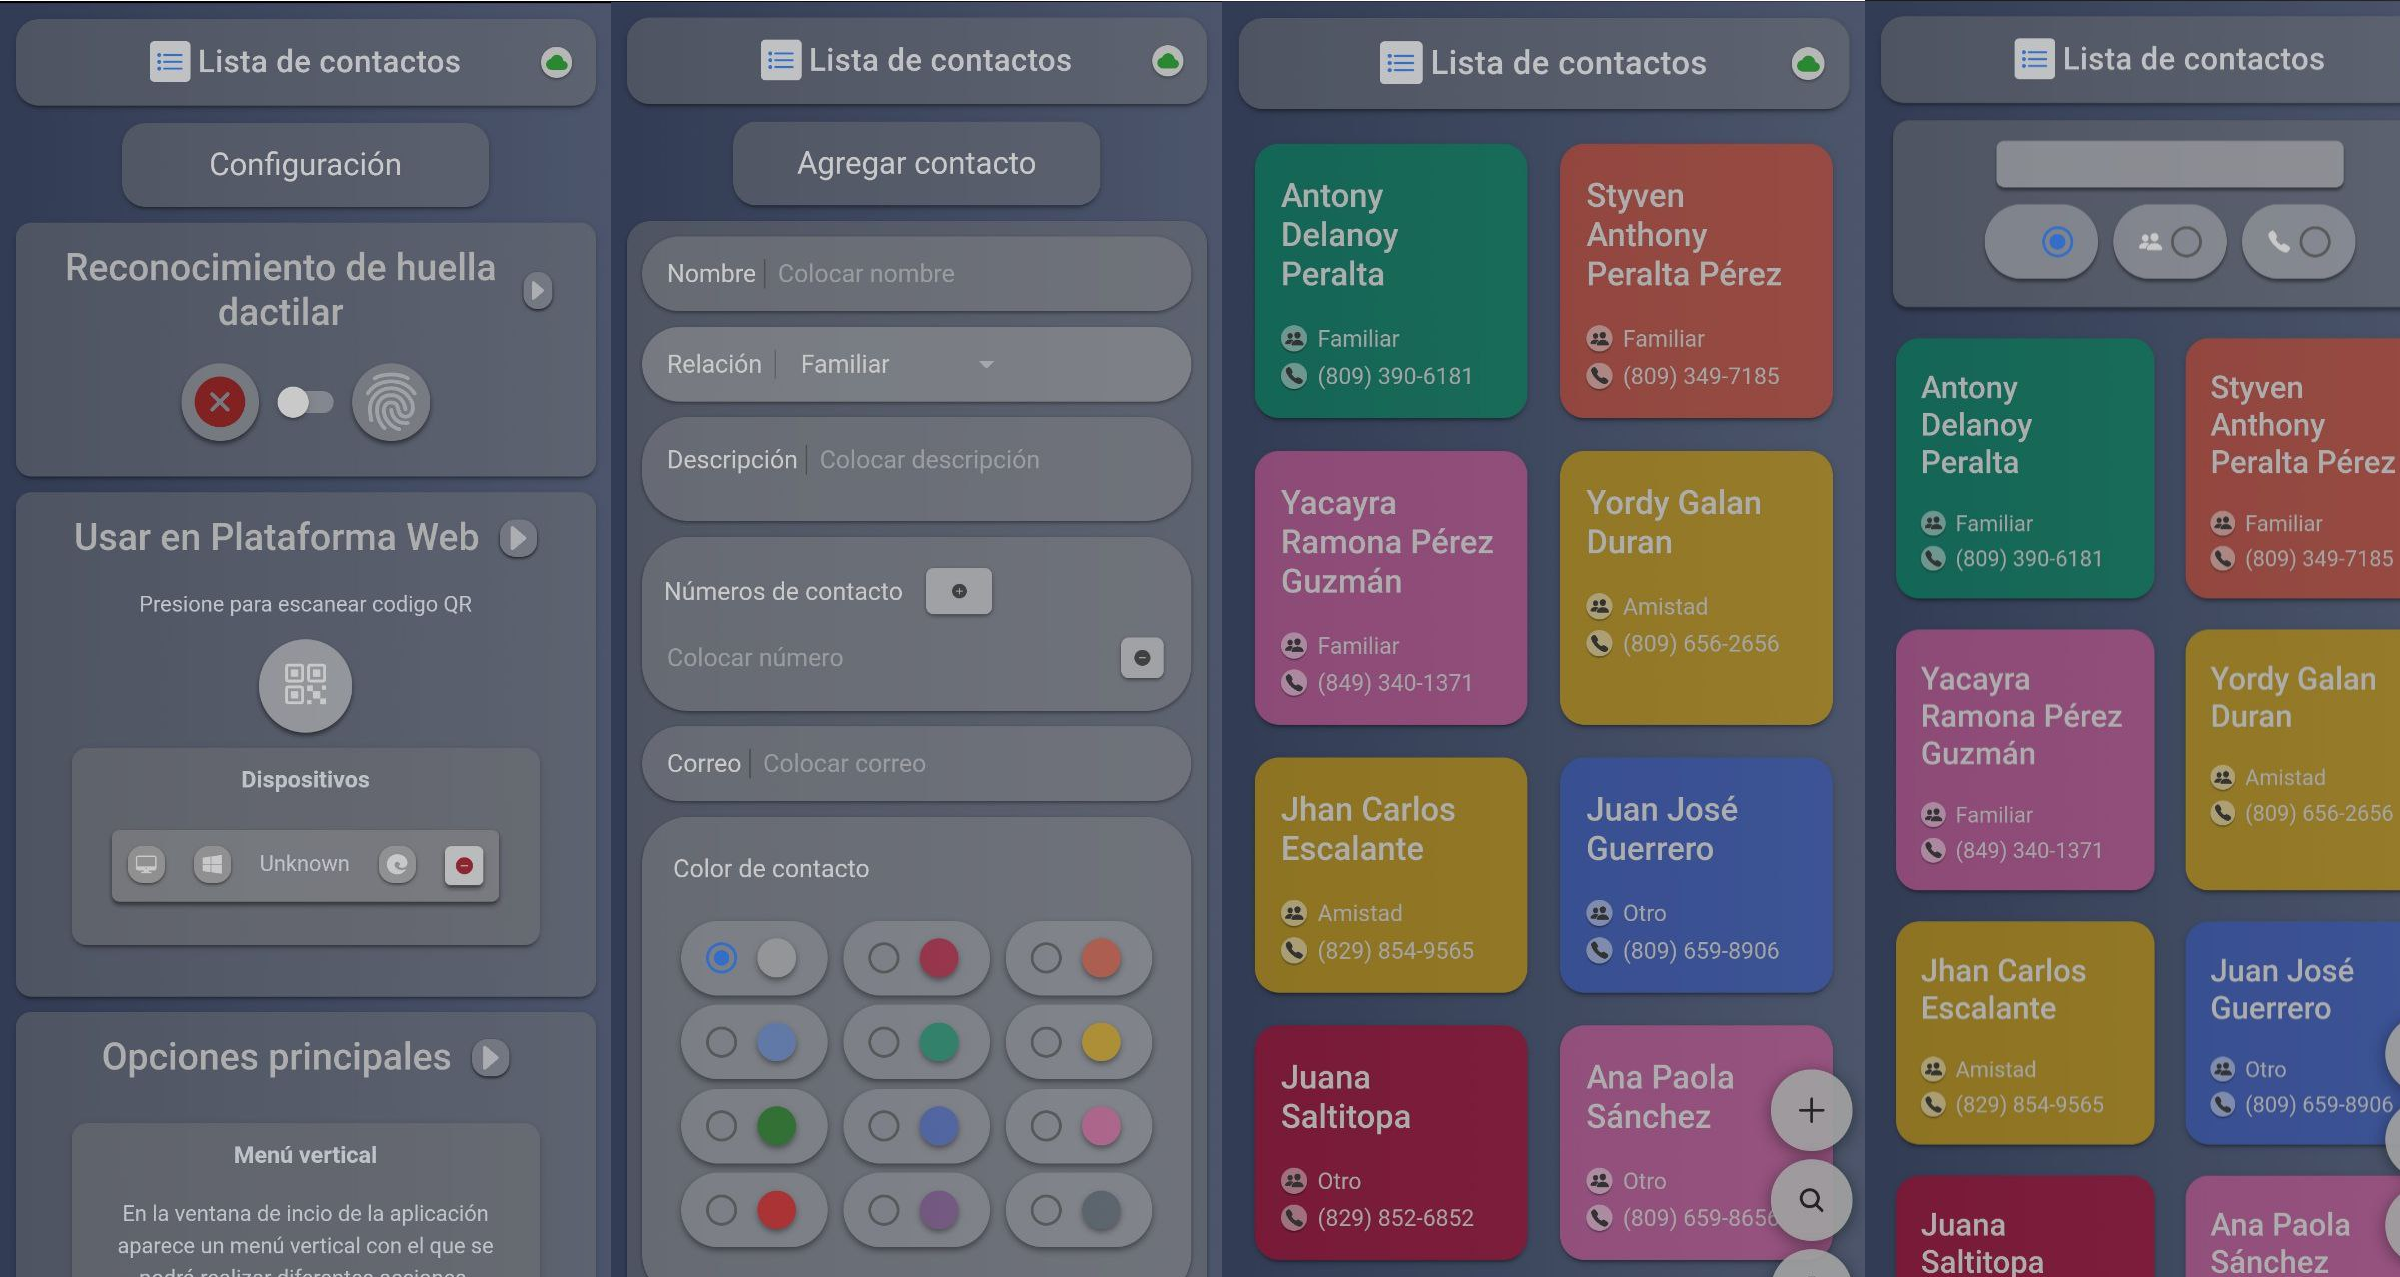 Lista de contactos
Configuración
Reconocimiento de huella
dactilar
Usar en Plataforma Web
Presione para escanear codigo QR
Dispositivos
Unknown
Opciones principales
Menú vertical
En la ventana de incio de la aplicación
aparece un menú vertical con el que se
podrá realizar diferentes acciones
Lista de contactos
Agregar contacto
Nombre Colocar nombre
Relación Familiar
Descripción Colocar descripción
Números de contacto
Colocar número
Correo Colocar correo
Color de contacto
Lista de contactos
Antony
Delanoy
Peralta
Familiar
(809) 390-6181
Styven
Anthony
Peralta Pérez
Familiar
(809) 349-7185
Yacayra
Ramona Pérez
Guzmán
Familiar
(849) 340-1371
Yordy Galan
Duran
Amistad
(809) 656-2656
Jhan Carlos
Escalante
Amistad
(829) 854-9565
Juan José
Guerrero
Otro
(809) 659-8906
Juana
Saltitopa
Otro
(829) 852-6852
Ana Paola
Sánchez
Otro
(809) 659-8656
Lista de contactos
Antony
Delanoy
Peralta
Familiar
(809) 390-6181
Styven
Anthony
Peralta Pérez
Familiar
(809) 349-7185
Yacayra
Ramona Pérez
Guzmán
Familiar
(849) 340-1371
Yordy Galan
Duran
Amistad
(809) 656-2656
Jhan Carlos
Escalante
Amistad
(829) 854-9565
Juan José
Guerrero
Otro
(809) 659-8906
Juana
Saltitopa
Ana Paola
Sánchez